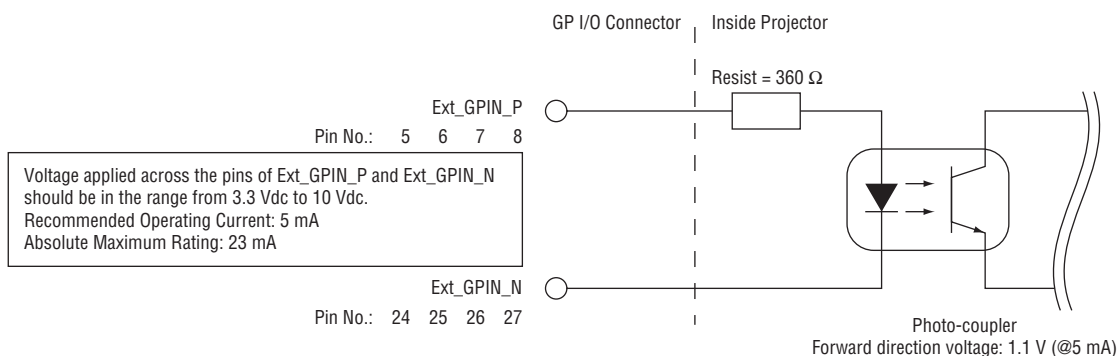 GP I/O Connector
Inside Projector
Resist = 360 Ω
Ext_GPIN_P
Pin No.: 5 6 7 8
Voltage applied across the pins of Ext_GPIN_P and Ext_GPIN_N
should be in the range from 3.3 Vdc to 10 Vdc.
Recommended Operating Current: 5 mA
Absolute Maximum Rating: 23 mA
Ext_GPIN_N
Pin No.: 24 25 26 27
Photo-coupler
Forward direction voltage: 1.1 V (@5 mA)